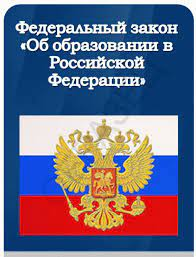 Федеральный закон
«Об образовании в
Российской
Федерации»